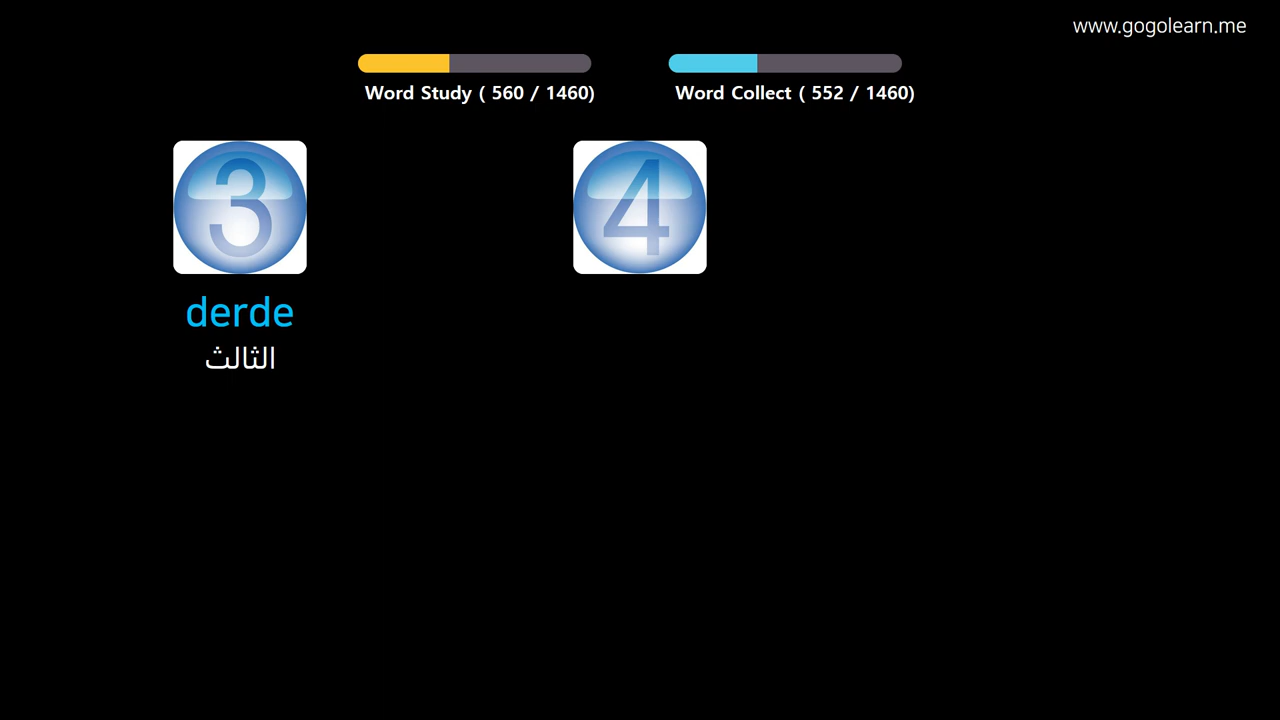 www.gogolearn.me
Word Study ( 560 / 1460)
Word Collect ( 552 / 1460)
3
4
derde
الثالث